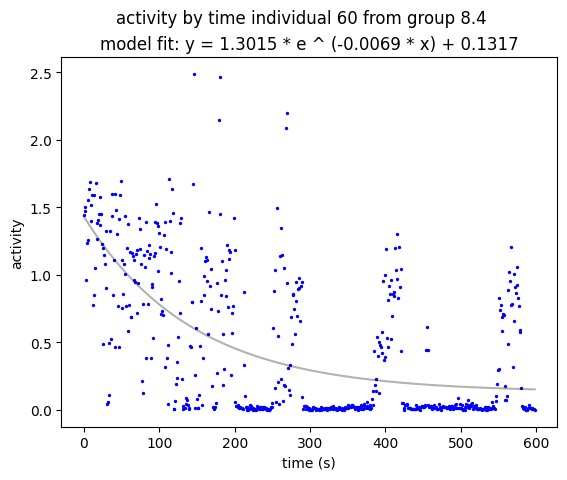 activity by time individual 60 from group 8.4
model fit: y = 1.3015 * e ^ (-0.0069 * x) + 0.1317
2.5
2.0
1.5
1.0
0.5
0.0
activity
0 100 200 300 400 500 600
time (s)